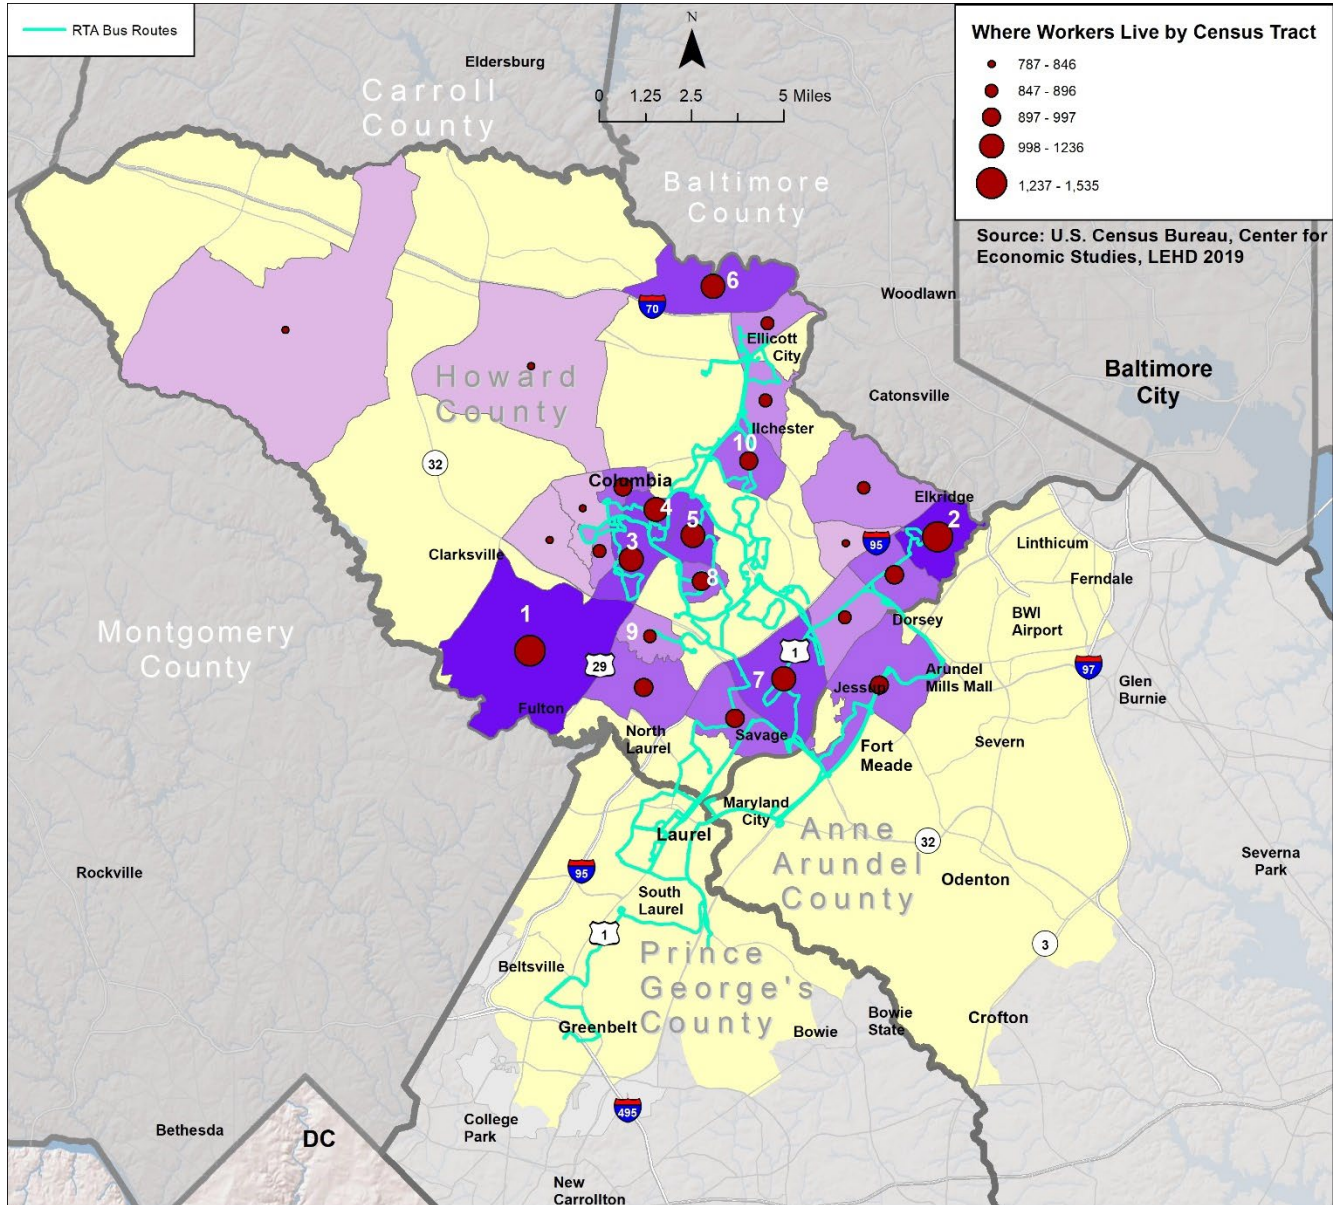 RTA Bus Routes
N
0 1.25 2.5 5 Miles
Where Workers Live by Census Tract
787 - 846
847 - 896
897 - 997
998 - 1236
1,237 - 1,535
Source: U.S. Census Bureau, Center for
Economic Studies, LEHD 2019
Eldersburg
Carroll
County
Baltimore
County
6
70
Woodlawn
Ellicott
City
Baltimore
City
Howard
County
Catonsville
Ilchester
10
32
Columbia
4
5
3
8
Elkridge
2
95
Clarksville
Linthicum
Ferndale
BWI
Airport
Dorsey
Montgomery
County
1
9
29
1
7
Jessup
Arundel
Mills Mall
97
Glen
Burnie
Fulton
North
Laurel
Savage
Fort
Meade
Severn
Maryland
City
Laurel
Anne
Arundel
County
32
Odenton
Severna
Park
Rockville
95
South
Laurel
1
3
Beltsville
Prince
George's
County
Greenbelt
Bowie
Bowie
State
Crofton
495
College
Park
Bethesda
DC
New
Carrollton